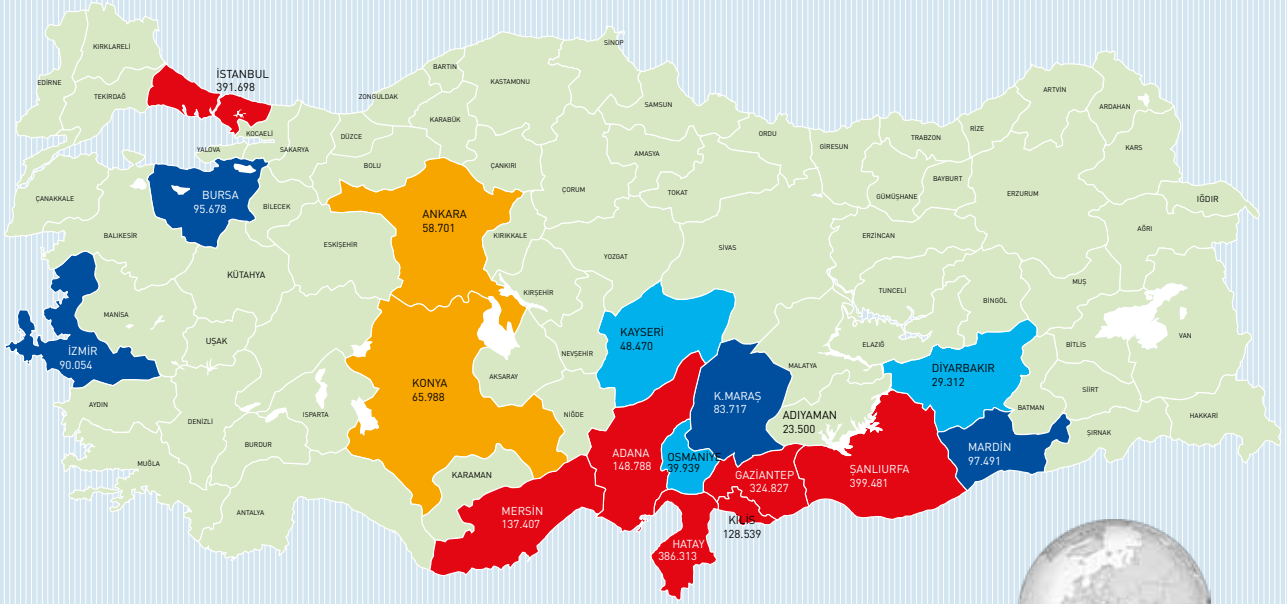 SİNOP
KIRKLARELİ
BARTIN
İSTANBUL
391.698
EDİRNE
KASTAMONU
TEKİRDAĞ
ZONGULDAK
ARTVİN
SAMSUN
ARDAHAN
KARABÜK
KOCAELİ
DÜZCE
ORDU
RİZE
TRABZON
GİRESUN
YALOVA
SAKARYA
KARS
AMASYA
BOLU
ÇANKIRI
BAYBURT
ÇORUM
TOKAT
GÜMÜŞHANE
ERZURUM
BURSA
95.678
ÇANAKKALE
IĞDIR
BİLECEK
ANKARA
58.701
AĞRI
BALIKESİR
KIRIKKALE
ERZİNCAN
ESKİŞEHİR
SİVAS
YOZGAT
KÜTAHYA
MUŞ
TUNCELİ
KIRŞEHİR
BİNGÖL
MANİSA
KAYSERİ
48.470
VAN
UŞAK
ELAZIĞ
BİTLİS
İZMİR
90.054
NEVŞEHİR
MALATYA
DİYARBAKIR
29.312
AKSARAY
KONYA
65.988
K.MARAŞ
83.717
SİİRT
AYDIN
BATMAN
NİĞDE
ADIYAMAN
23.500
ISPARTA
HAKKARİ
DENİZLİ
ŞIRNAK
BURDUR
MARDİN
97.491
ADANA
148.788
OSMANİYE
39.939
MUĞLA
KARAMAN
GAZİANTEP
324.827
ŞANLIURFA
399.481
ANTALYA
MERSİN
137.407
KİLİS
128.539
HATAY
386.313